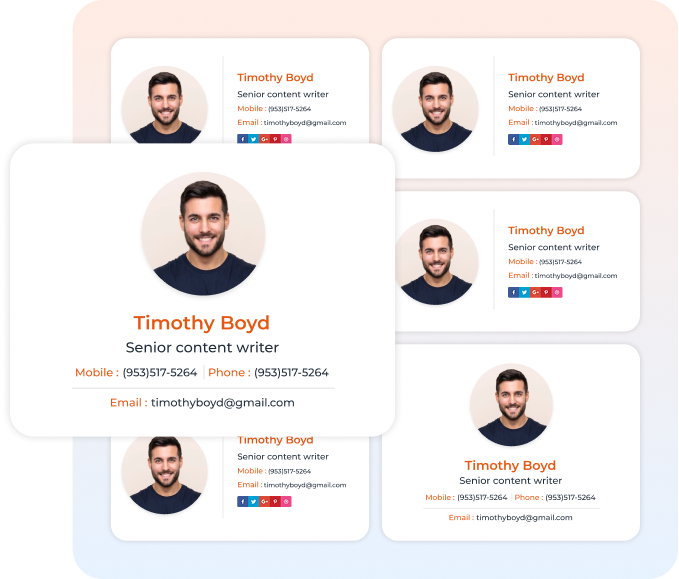 Timothy Boyd
Senior content writer
Mobile : (953)517-5264
Email : timothyboyd@gmail.com
Timothy Boyd
Senior content writer
Mobile : (953)517-5264
Email : timothyboyd@gmail.com
Timothy Boyd
Senior content writer
Mobile : (953)517-5264 Phone : (953)517-5264
Email : timothyboyd@gmail.com
Timothy Boyd
Senior content writer
Mobile : (953)517-5264
Email : timothyboyd@gmail.com
Timothy Boyd
Senior content writer
Mobile : (953)517-5264
Email : timothyboyd@gmail.com
Timothy Boyd
Senior content writer
Mobile : (953)517-5264 Phone : (953)517-5264
Email : timothyboyd@gmail.com